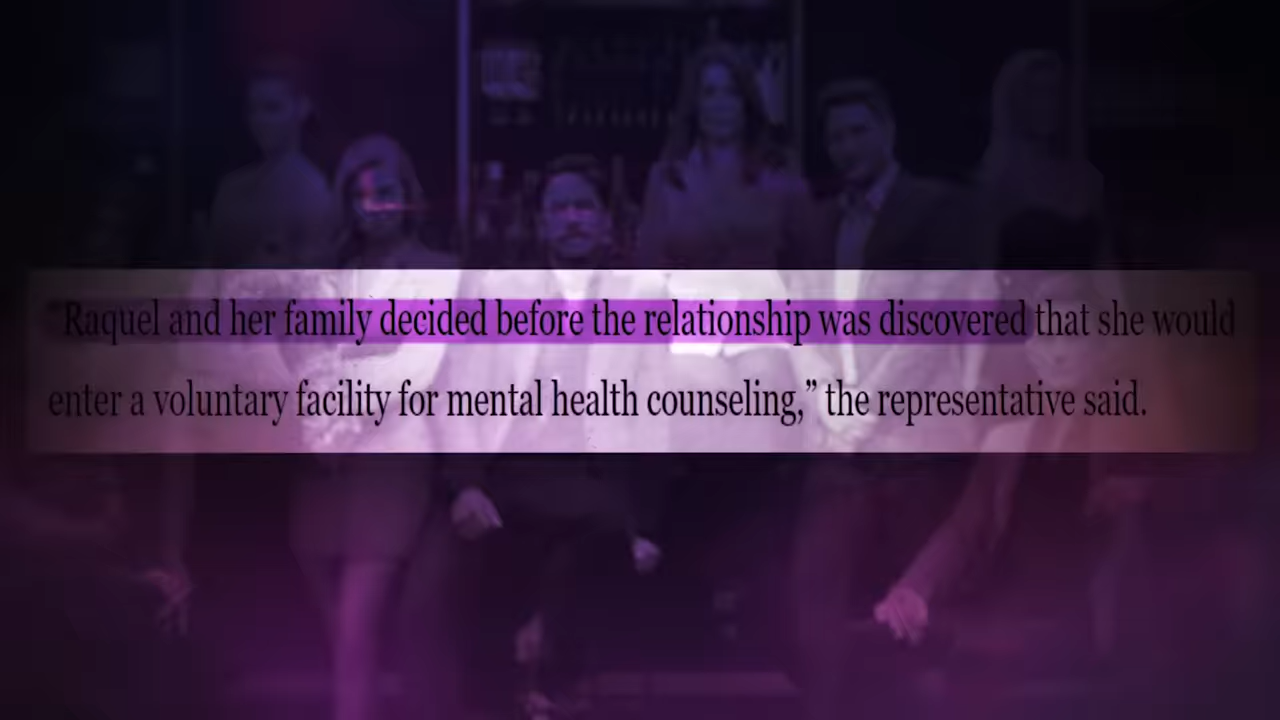 “Raquel and her family decided before the relationship was discovered that she would
enter a voluntary facility for mental health counseling,” the representative said.